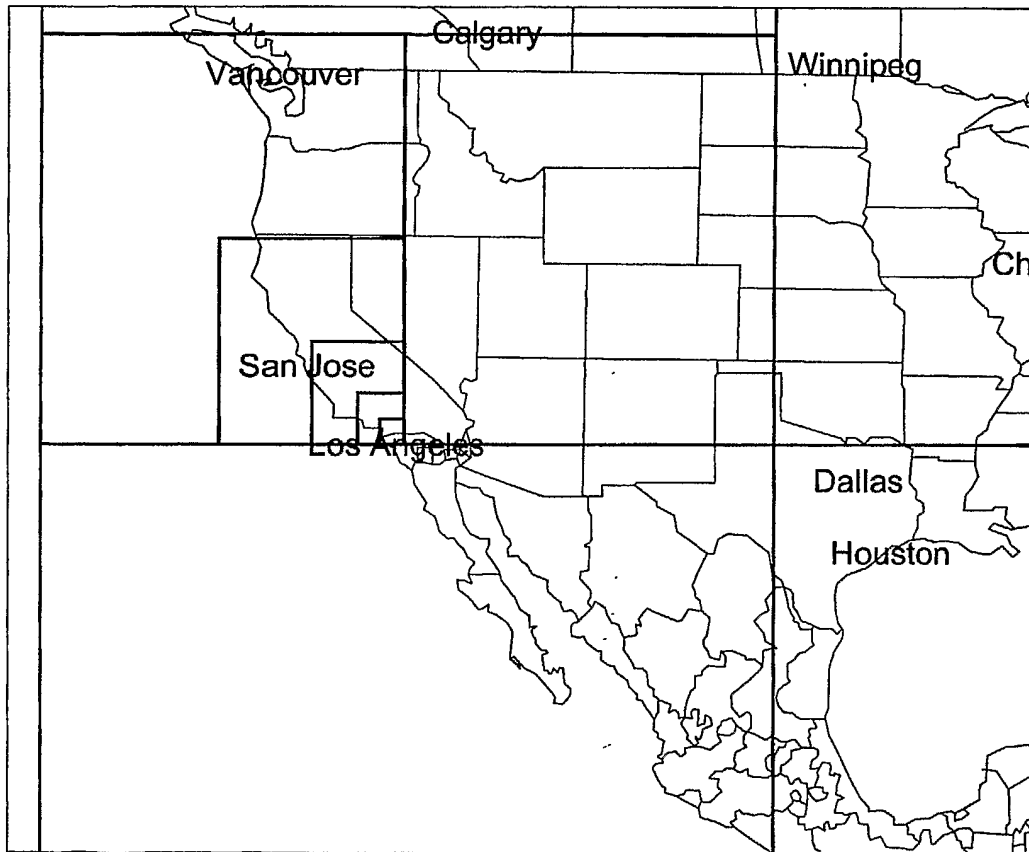 Calgary
Vancouver
Winnipeg
Ch
San Jose
Los Angeles
Dallas
Houston